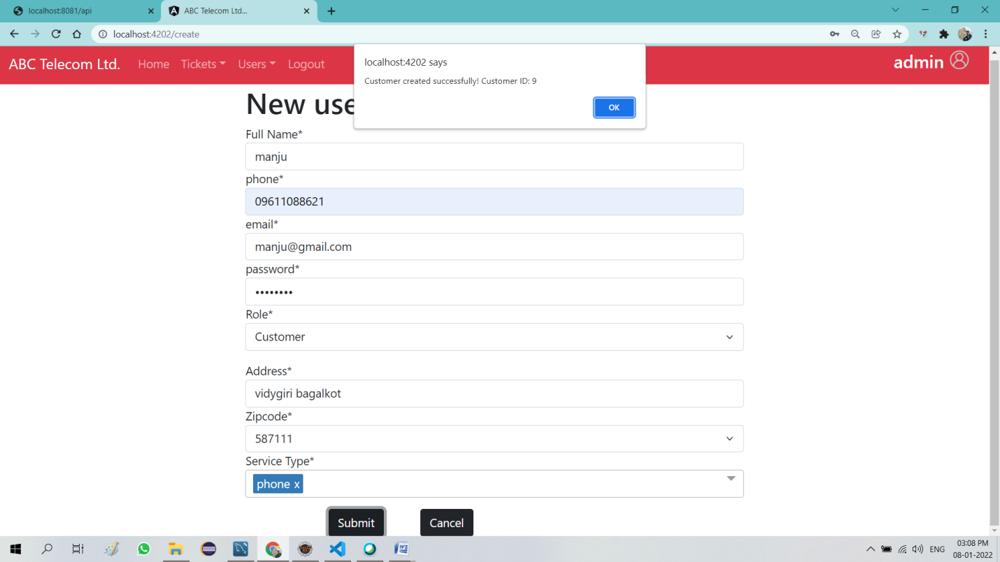 localhost:8081/api
ABC Telecom Ltd...
localhost:4202/create
ABC Telecom Ltd. Home Tickets Users Logout admin
localhost:4202 says
Customer created successfully! Customer ID: 9
OK
New use
Full Name*
manju
phone*
09611088621
email*
manju@gmail.com
password*
••••••••
Role*
Customer
Address*
vidygiri bagalkot
Zipcode*
587111
Service Type*
phone x
Submit Cancel
ENG
03:08 PM
08-01-2022